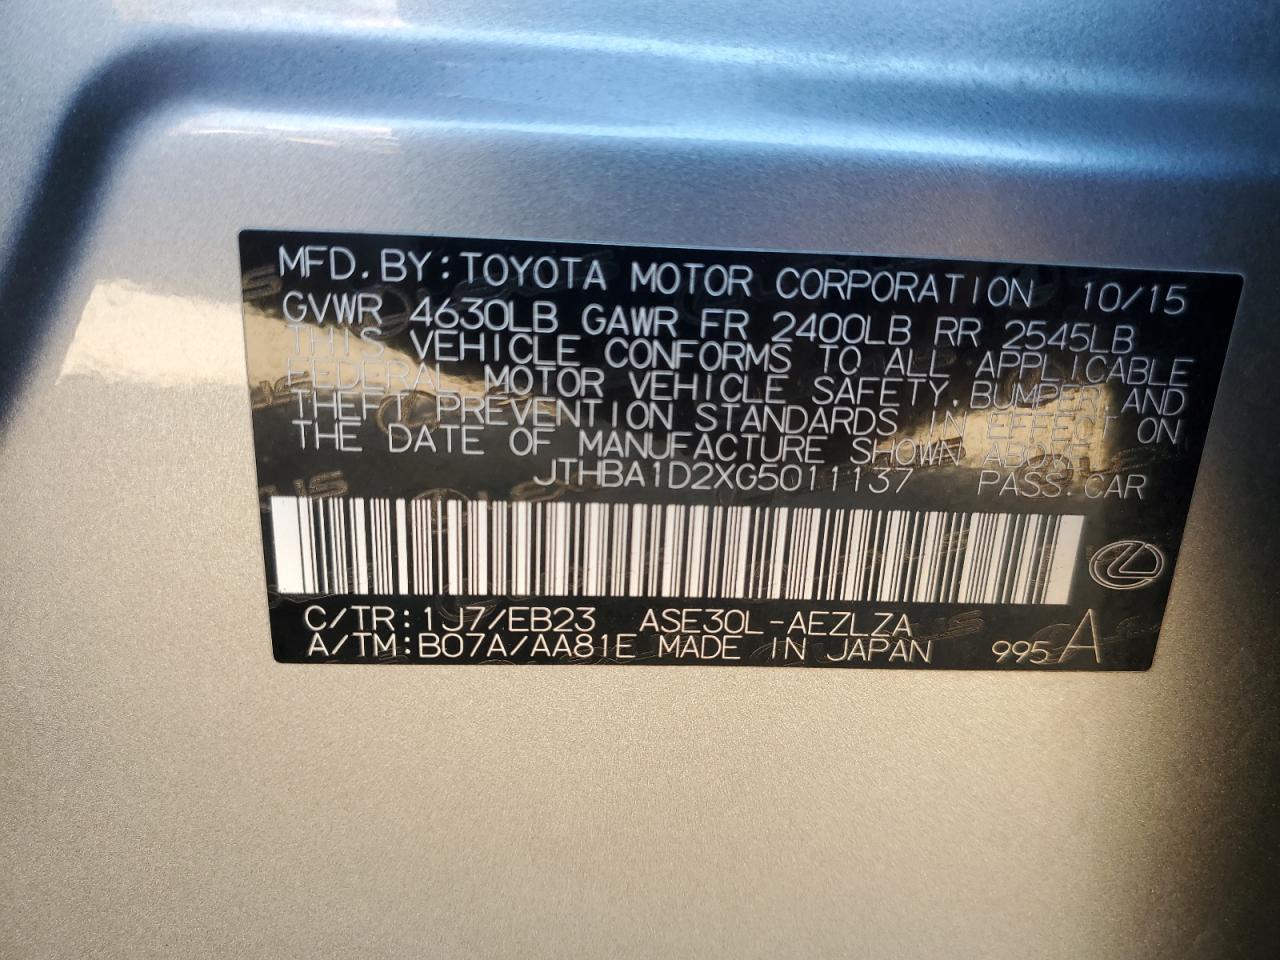 MFD.BY:TOYOTA MOTOR CORPORATION 10/15
GVWR 4630LB GAWR FR 2400LB RR 2545LB
THIS VEHICLE CONFORMS TO ALL APPLICABLE
FEDERAL MOTOR VEHICLE SAFETY,BUMPER AND
THEFT PREVENTION STANDARDS IN EFFECT ON
THE DATE OF MANUFACTURE SHOWN ABOVE.
JTHBA1D2XG5011137 PASS.CAR
C/TR:1J7/EB23 ASE30L-AEZLZA
A/TM:B07A/AA81E MADE IN JAPAN 995 A